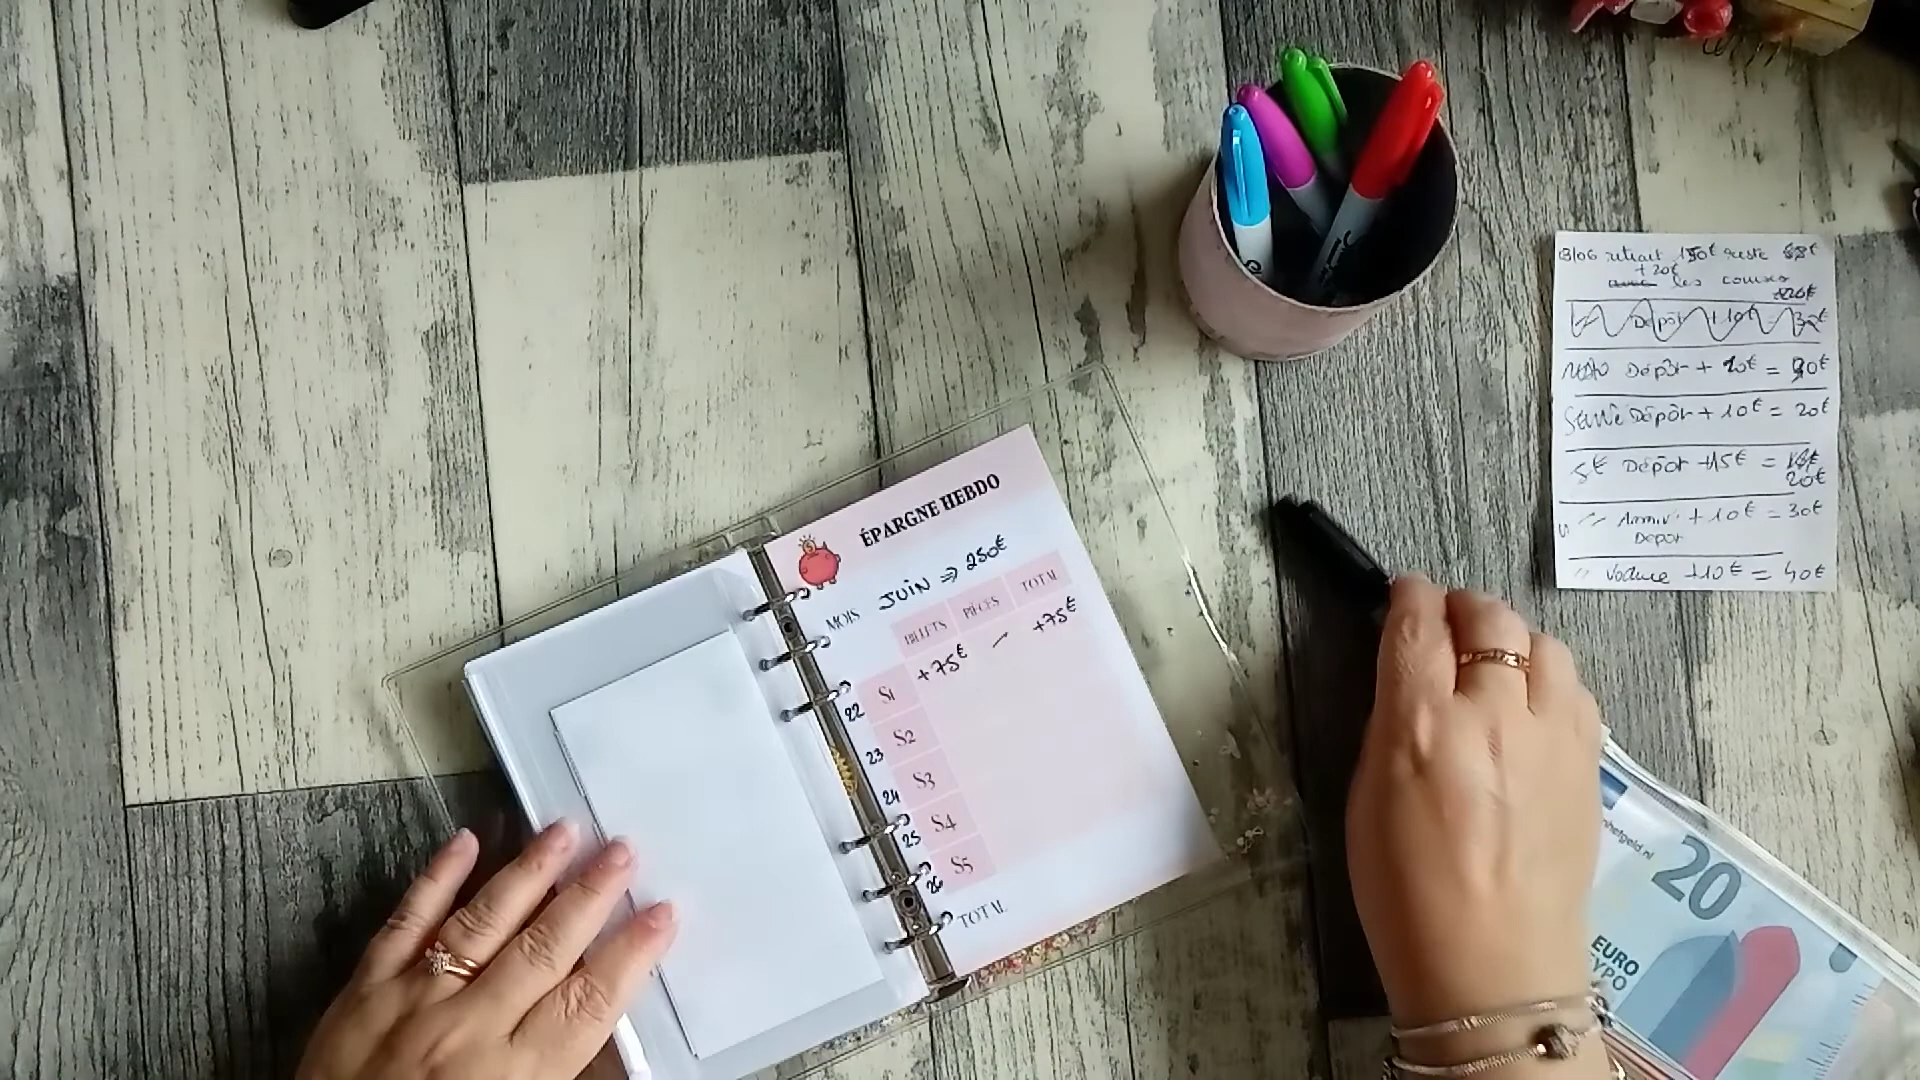 ÉPARGNE HEBDO
MOIS JUIN => 250€
BILLETS PIÈCES TOTAL
22 S1 +75€ — +75€
23 S2
24 S3
25 S4
26 S5
TOTAL
Blog retrait 150€ reste
+20€
les courses
Dépôt +10€
Dépôt + 10€ = 90€
Dépôt + 10€ = 20€
5€ Dépôt +15€ =
20€
+10€ = 30€
Dépôt
+10€ = 40€
20
EURO